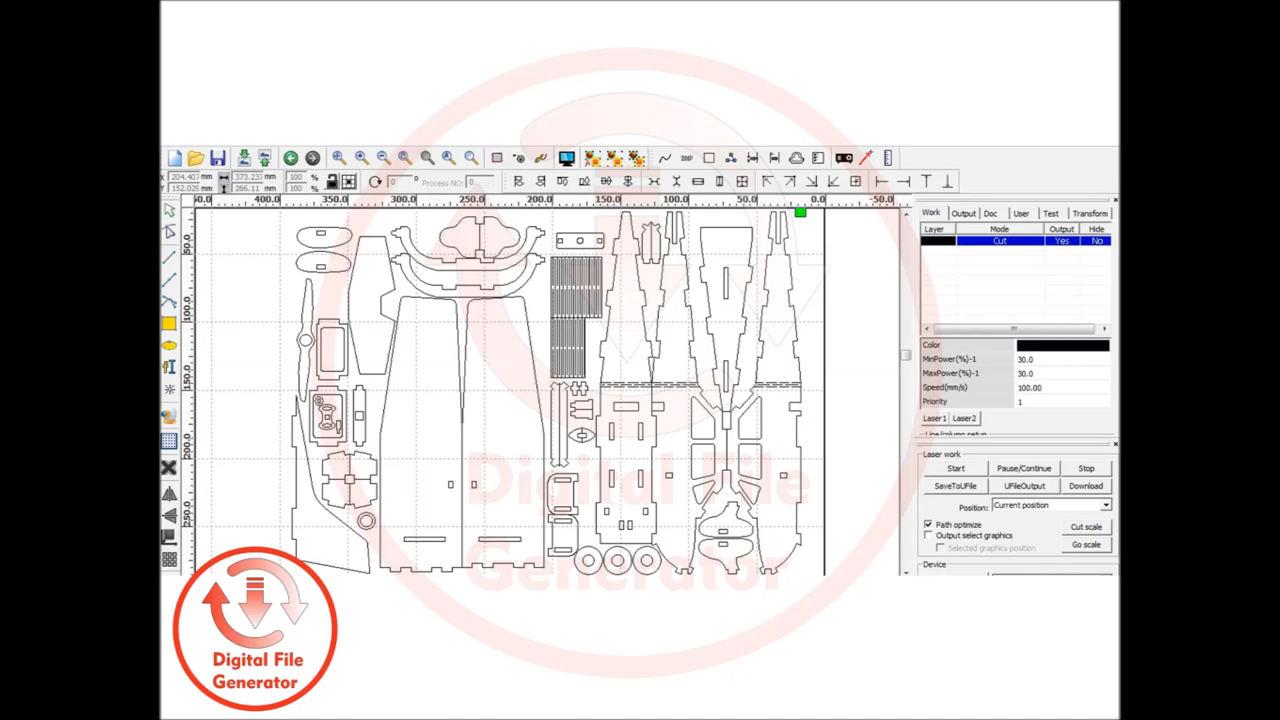 X 204.407 mm 373.237 mm 100 %
Y 152.029 mm 266.11 mm 100 %
0 °
Process NO: 0
400.0 350.0 300.0 250.0 200.0 150.0 100.0 50.0 0.0 -50.0
50.0
100.0
150.0
200.0
250.0
Work Output Doc User Test Transform
Layer Mode Output Hide
Cut Yes No
Color
MinPower(%)-1 30.0
MaxPower(%)-1 30.0
Speed(mm/s) 100.00
Priority 1
Laser1 Laser2
Laser work
Start Pause/Continue Stop
SaveToUFile UFileOutput Download
Position: Current position
Path optimize Cut scale
Output select graphics
Selected graphics position Go scale
Device
Digital File
Generator
Digital File
Generator